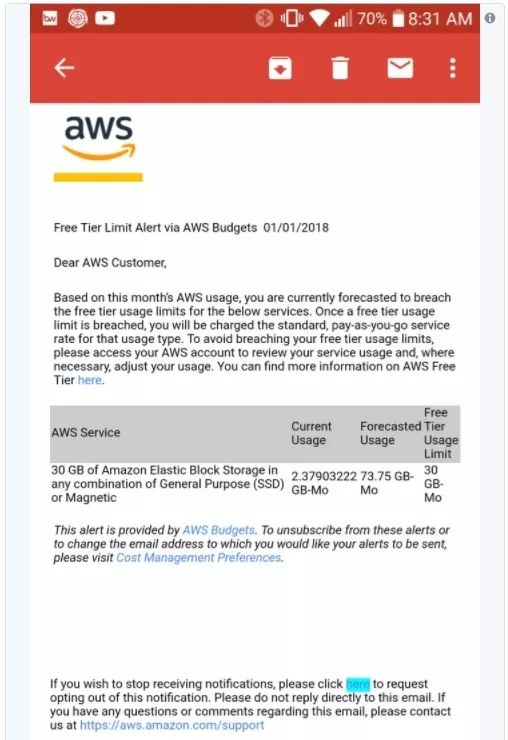 70% 8:31 AM
aws
Free Tier Limit Alert via AWS Budgets 01/01/2018
Dear AWS Customer,
Based on this month's AWS usage, you are currently forecasted to breach
the free tier usage limits for the below services. Once a free tier usage
limit is breached, you will be charged the standard, pay-as-you-go service
rate for that usage type. To avoid breaching your free tier usage limits,
please access your AWS account to review your service usage and, where
necessary, adjust your usage. You can find more information on AWS Free
Tier here.
AWS Service
Current
Usage
Forecasted
Usage
Free
Tier
Usage
Limit
30 GB of Amazon Elastic Block Storage in
any combination of General Purpose (SSD)
or Magnetic
2.37903222
GB-Mo
73.75 GB-
Mo
30
GB-
Mo
This alert is provided by AWS Budgets. To unsubscribe from these alerts or
to change the email address to which you would like your alerts to be sent,
please visit Cost Management Preferences.
If you wish to stop receiving notifications, please click here to request
opting out of this notification. Please do not reply directly to this email. If
you have any questions or comments regarding this email, please contact
us at https://aws.amazon.com/support